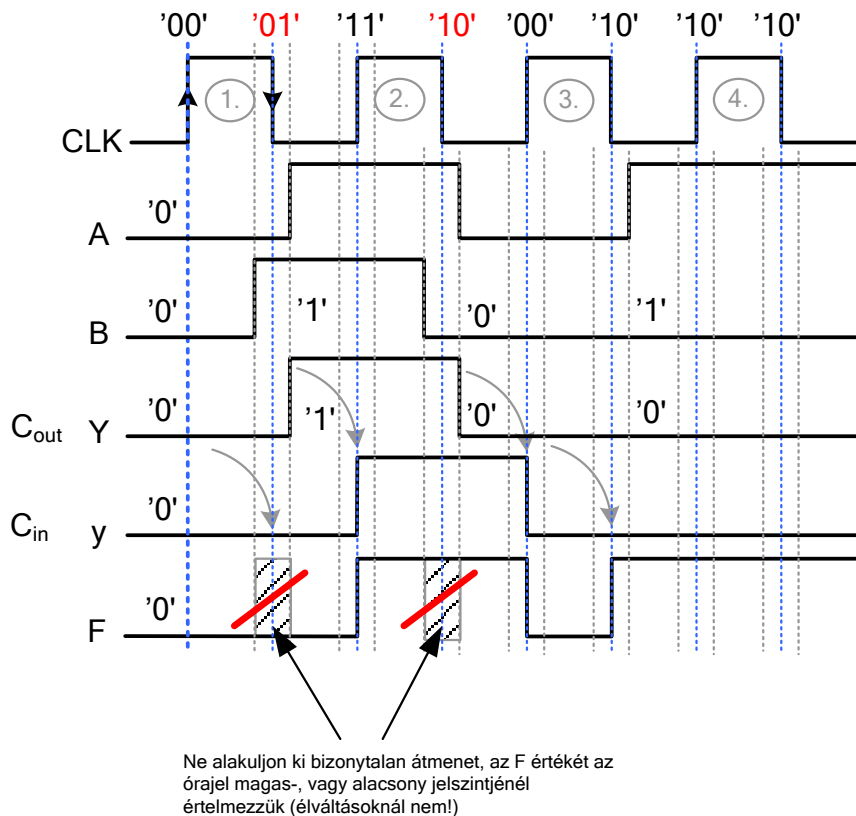 '00' '01' '11' '10' '00' '10' '10' '10'
1. 2. 3. 4.
CLK
'0'
A
'0' '1' '0' '1'
B
'0' '1' '0' '0'
Cout Y
'0'
Cin y
'0'
F
Ne alakuljon ki bizonytalan átmenet, az F értékét az
órajel magas-, vagy alacsony jelszintjénél
értelmezzük (élváltásoknál nem!)